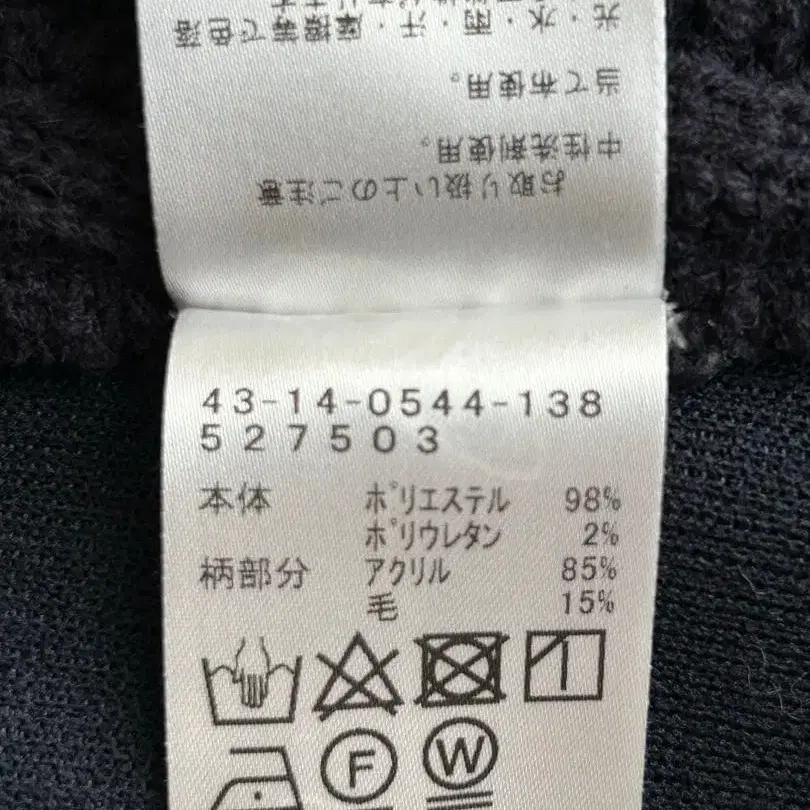 お取り扱い上のご注意
中性洗剤使用。
当て布使用。
光・水・雨・汗・摩擦等で色落
43-14-0544-138
527503
本体 ポリエステル 98%
ポリウレタン 2%
柄部分 アクリル 85%
毛 15%
F W